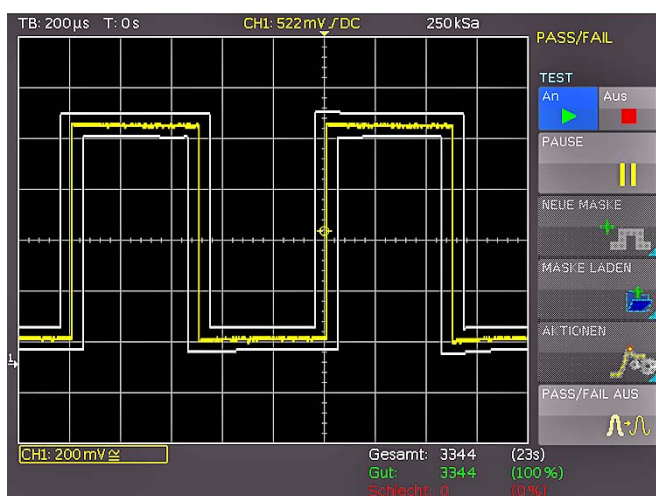 TB: 200µs T: 0s CH1: 522mV DC 250kSa
PASS/FAIL
TEST
An Aus
PAUSE
NEUE MASKE
MASKE LADEN
AKTIONEN
PASS/FAIL AUS
1
CH1: 200mV ≅
Gesamt: 3344 (23s)
Gut: 3344 (100%)
Schlecht: 0 (0%)